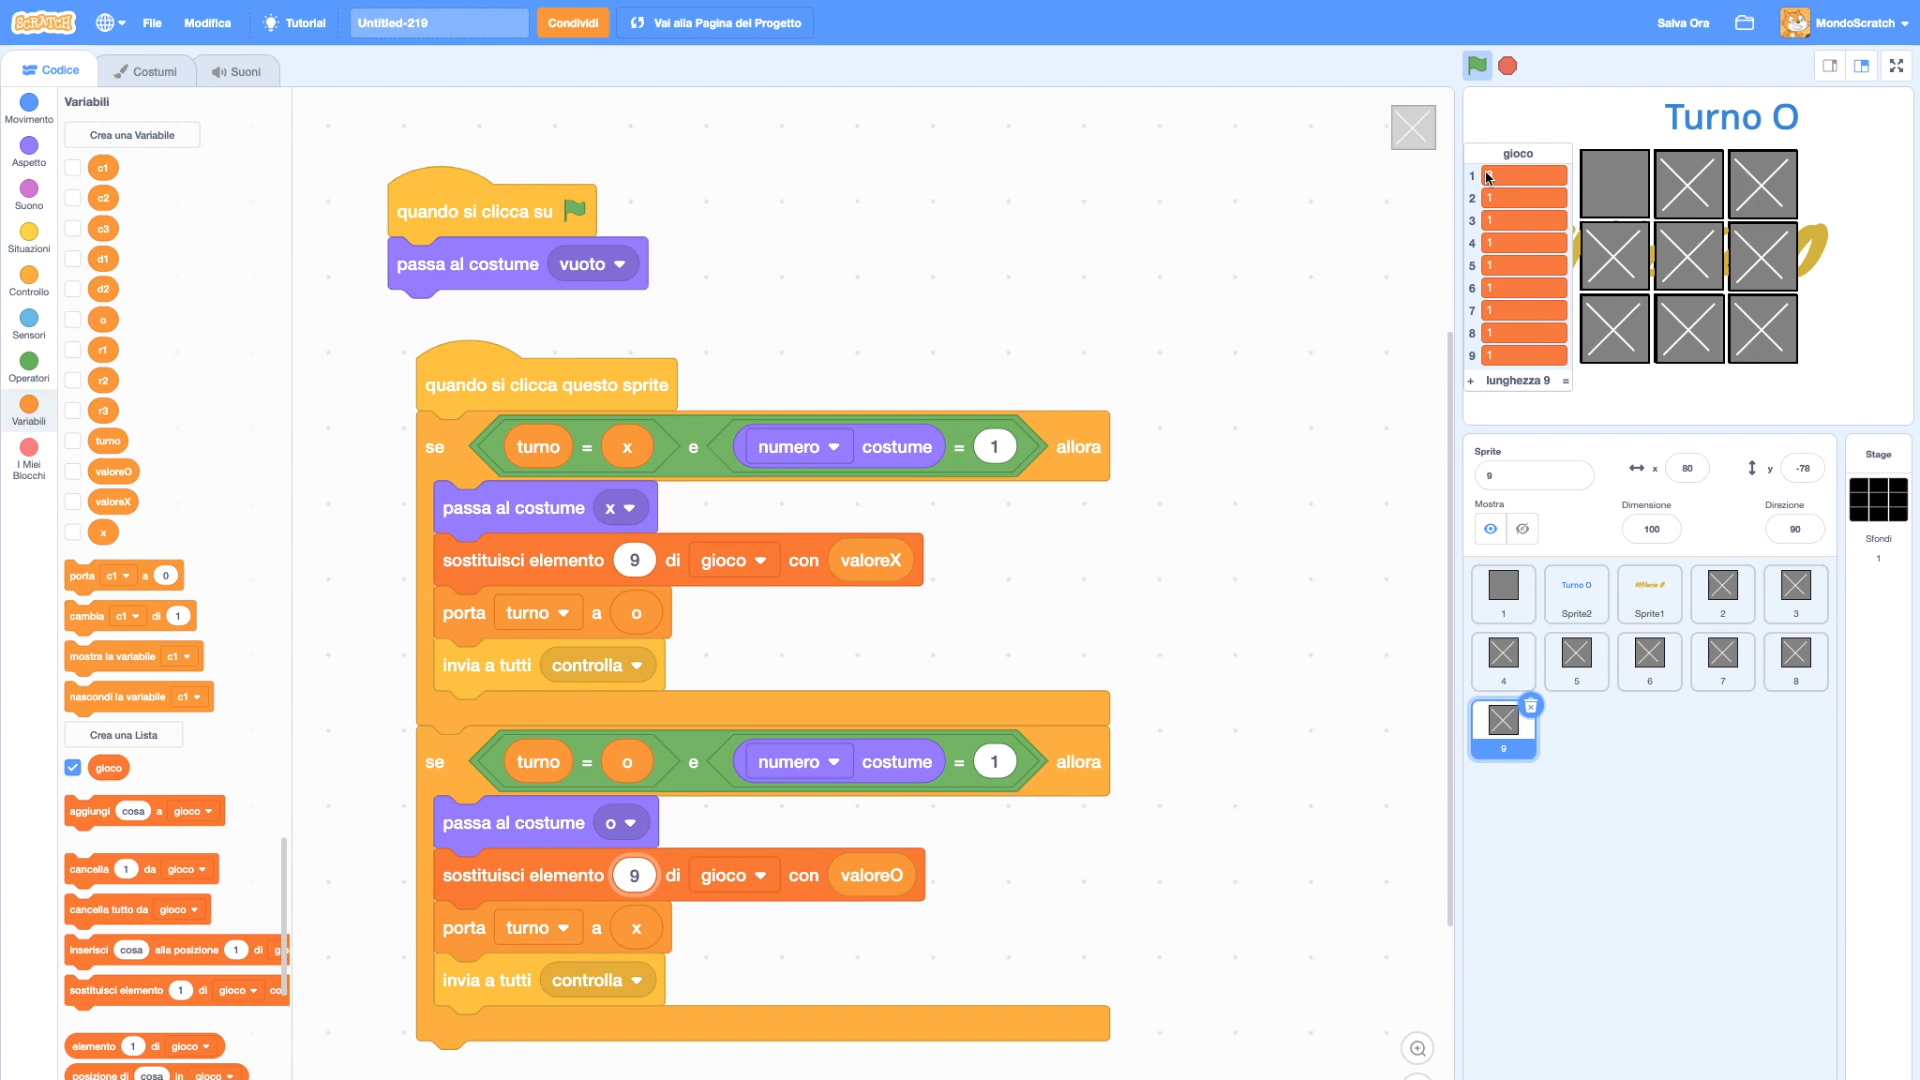 SCRATCH File Modifica Tutorial Untitled-219 Condividi Vai alla Pagina del Progetto Salva Ora MondoScratch
Codice Costumi Suoni
Movimento
Aspetto
Suono
Situazioni
Controllo
Sensori
Operatori
Variabili
I Miei
Blocchi
Variabili
Crea una Variabile
c1
c2
c3
d1
d2
o
r1
r2
r3
turno
valoreO
valoreX
x
porta c1 a 0
cambia c1 di 1
mostra la variabile c1
nascondi la variabile c1
Crea una Lista
gioco
aggiungi cosa a gioco
cancella 1 da gioco
cancella tutto da gioco
inserisci cosa alla posizione 1 di
sostituisci elemento 1 di gioco
elemento 1 di gioco
posizione di cosa in gioco
quando si clicca su
passa al costume vuoto
quando si clicca questo sprite
se turno = x e numero costume = 1 allora
passa al costume x
sostituisci elemento 9 di gioco con valoreX
porta turno a o
invia a tutti controlla
se turno = o e numero costume = 1 allora
passa al costume o
sostituisci elemento 9 di gioco con valoreO
porta turno a x
invia a tutti controlla
Turno O
gioco
1
2 1
3 1
4 1
5 1
6 1
7 1
8 1
9 1
+ lunghezza 9 =
Sprite
9
x 80
y -78
Mostra
Dimensione
100
Direzione
90
1
Turno O
Sprite2
Vittoria O
Sprite1
2
3
4
5
6
7
8
9
Stage
Sfondi
1